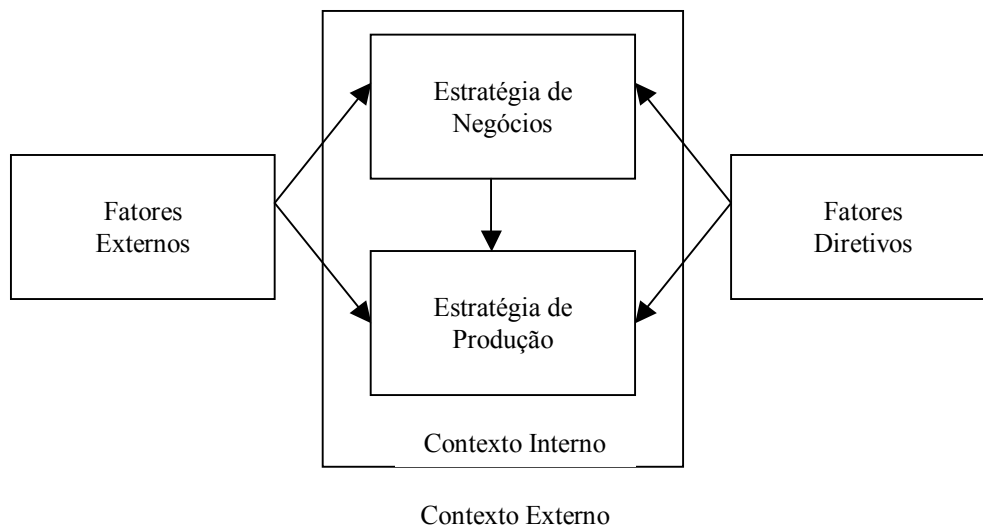 Estratégia de
Negócios
Fatores
Externos
Fatores
Diretivos
Estratégia de
Produção
Contexto Interno
Contexto Externo